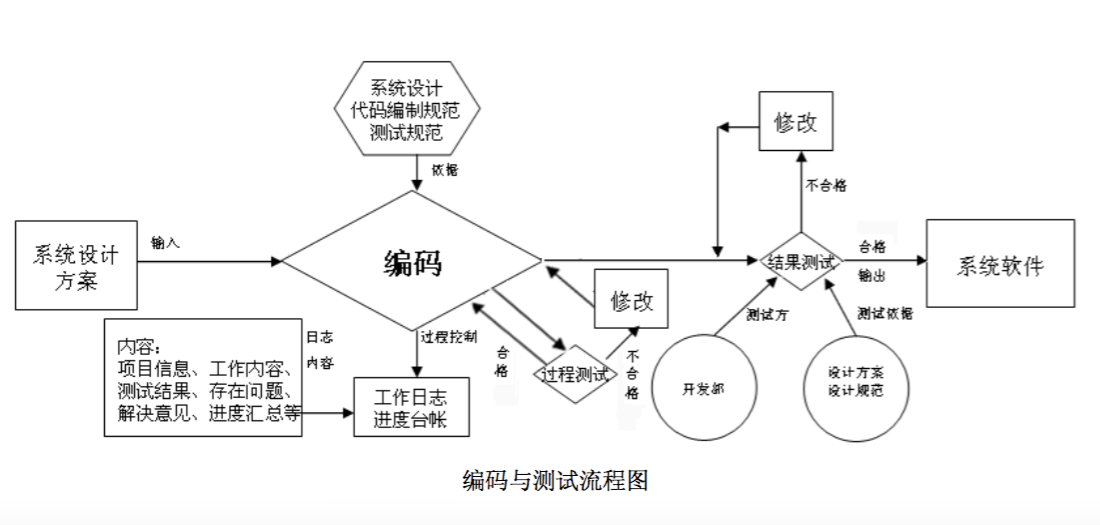 系统设计
代码编制规范
测试规范
依据
修改
不合格
系统设计
方案
输入
编码
结果测试
合格
输出
系统软件
修改
过程控制
合格
过程测试
不合格
测试方
测试依据
日志
内容
内容：
项目信息、工作内容、
测试结果、存在问题、
解决意见、进度汇总等
工作日志
进度台帐
开发部
设计方案
设计规范
编码与测试流程图